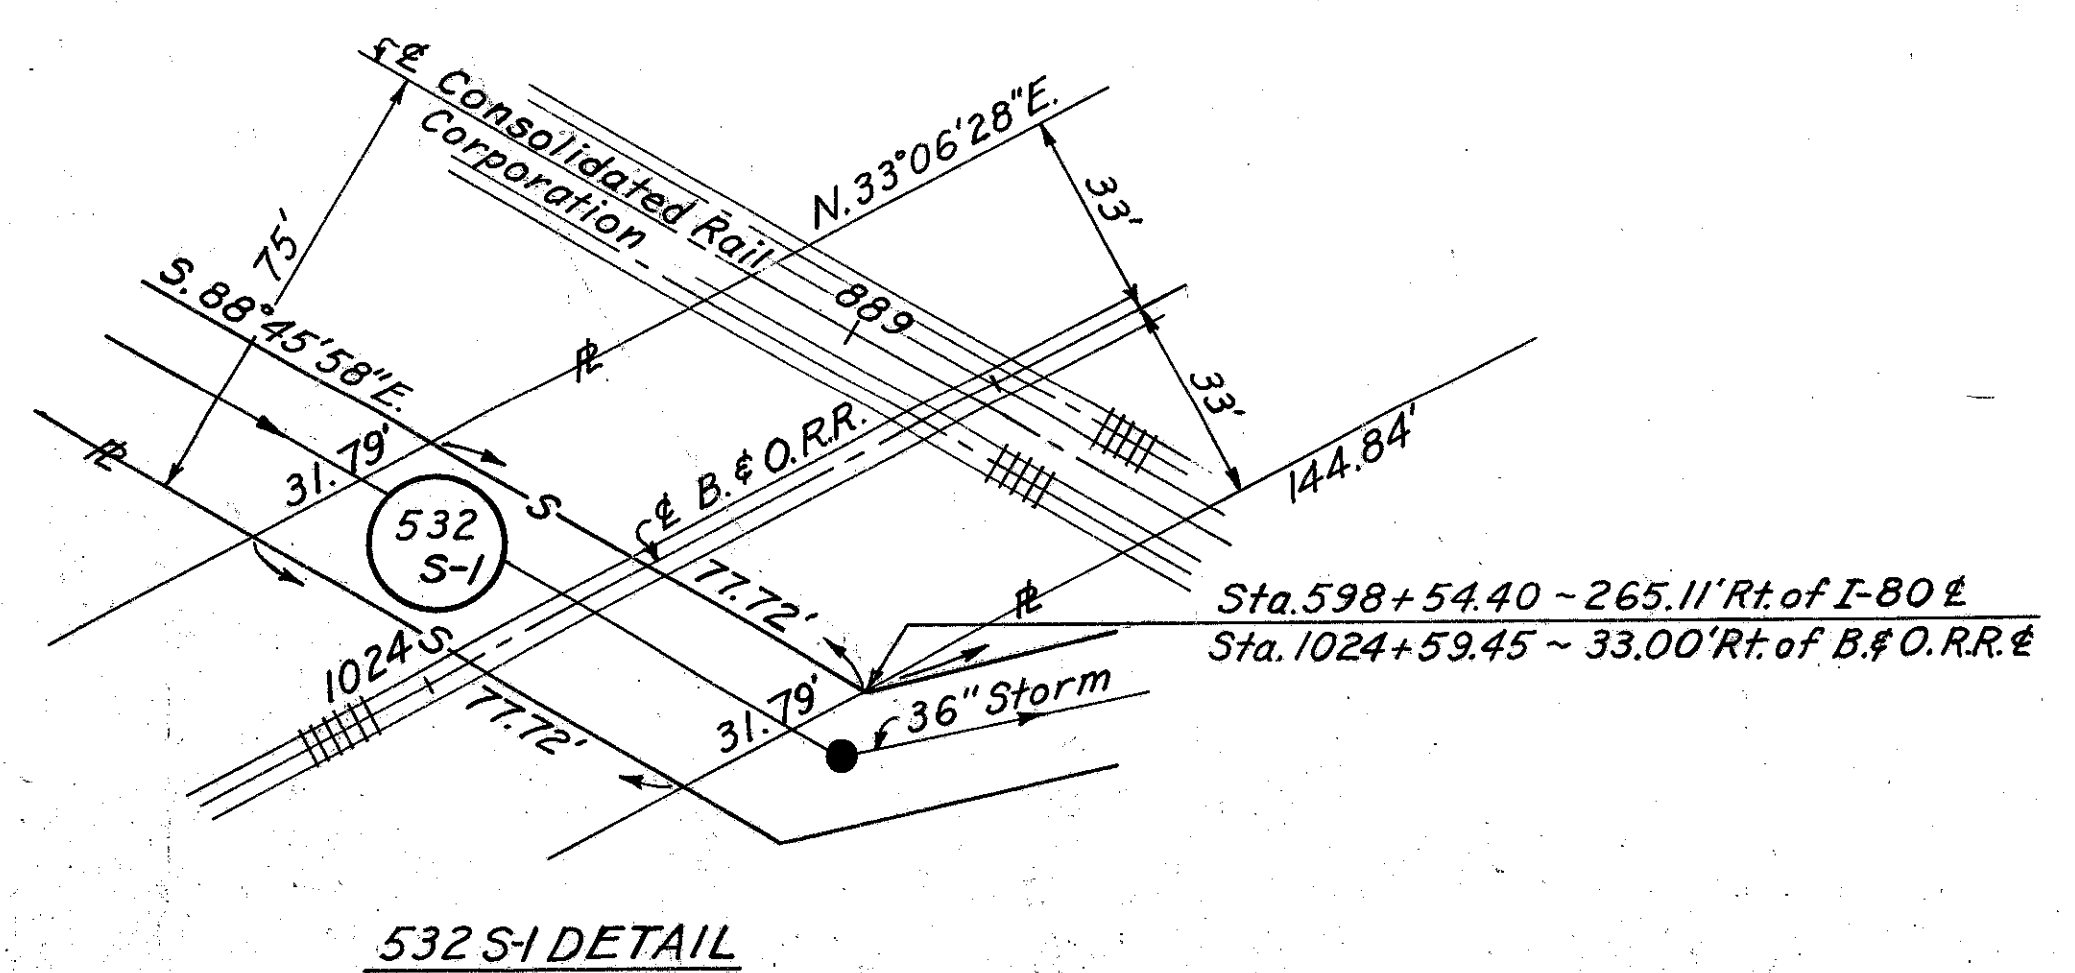 ℄ Consolidated Rail
Corporation
N.33°06'28"E.
33'
75'
S.88°45'58"E.
889
℄
33'
31.79'
℄ B.& O.R.R.
144.84'
532
S-1
S
77.72'
Sta.598+54.40 ~ 265.11'Rt.of I-80 ℄
Sta.1024+59.45 ~ 33.00'Rt.of B.& O.R.R.℄
1024
S
77.72'
31.79'
36" Storm
532 S-1 DETAIL